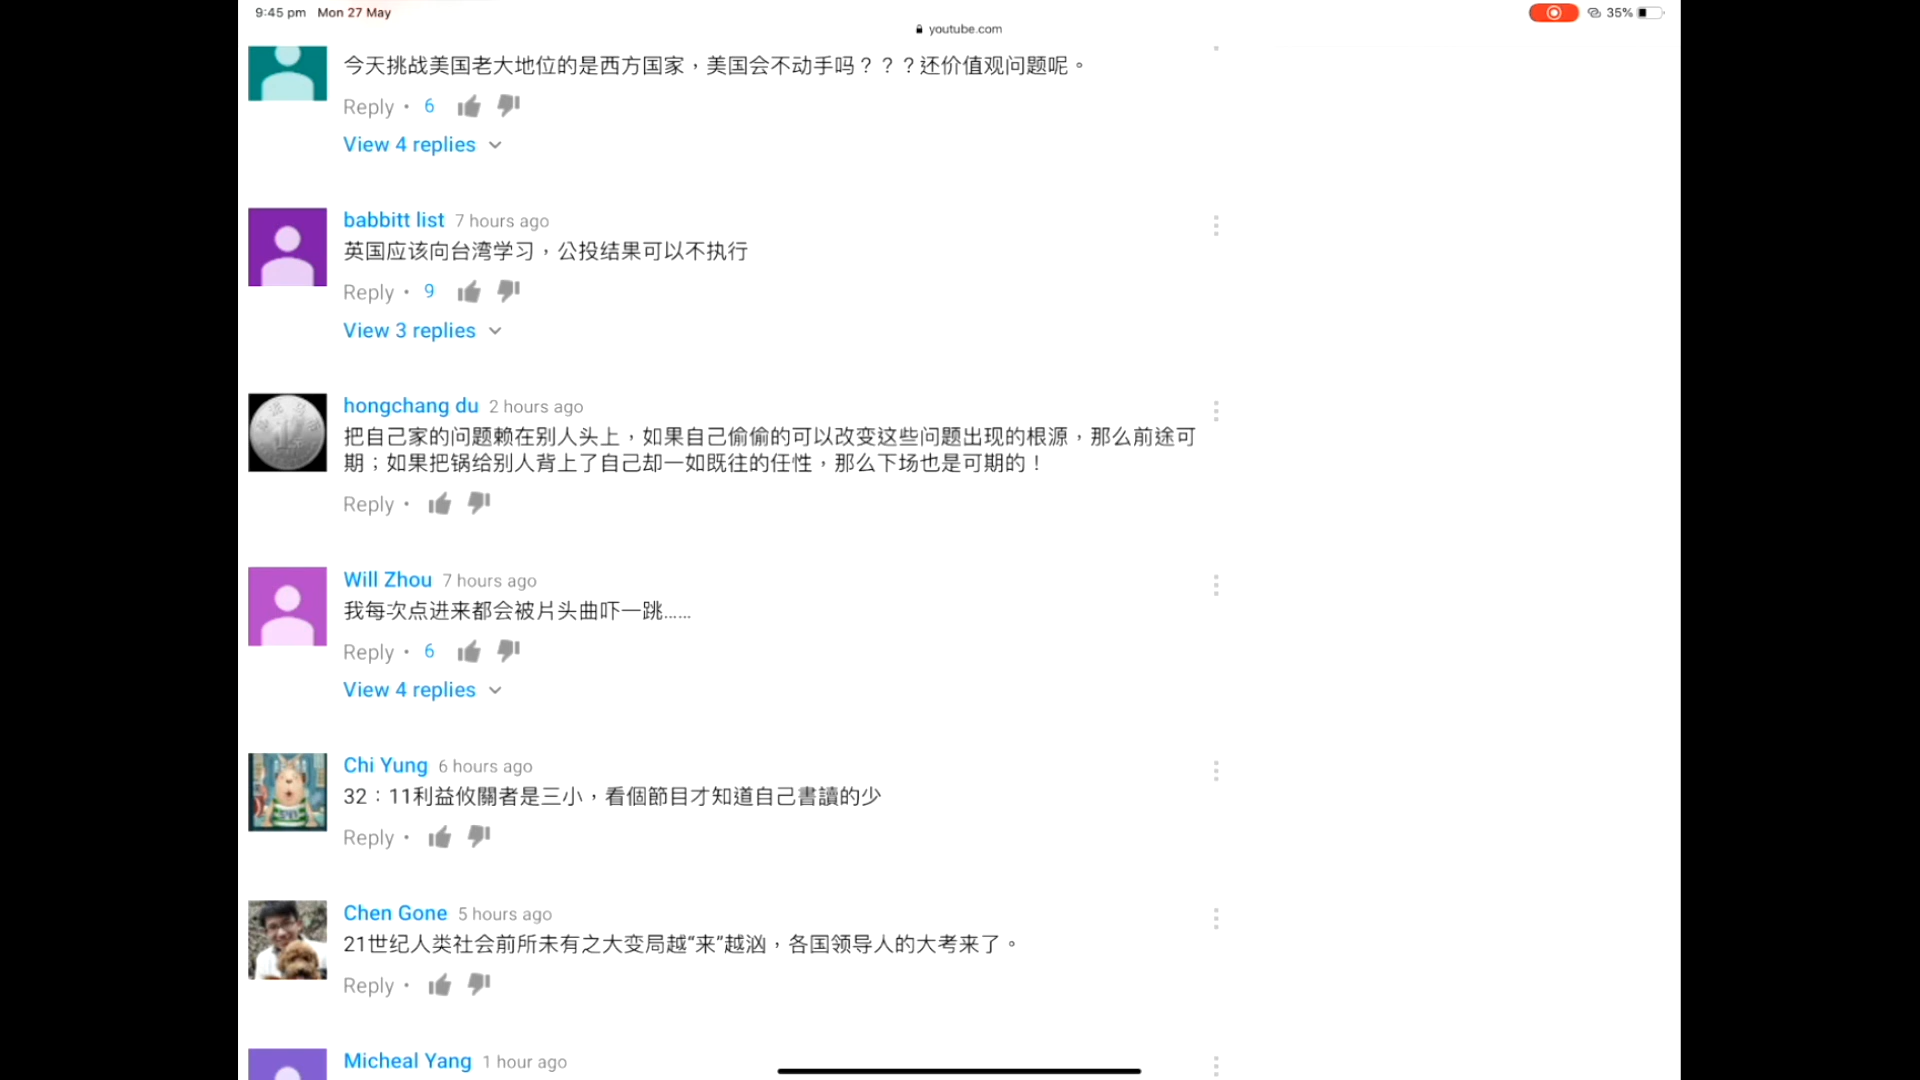 9:45 pm Mon 27 May
35%
youtube.com
今天挑战美国老大地位的是西方国家，美国会不动手吗？？？还价值观问题呢。
Reply • 6
View 4 replies
babbitt list 7 hours ago
英国应该向台湾学习，公投结果可以不执行
Reply • 9
View 3 replies
hongchang du 2 hours ago
把自己家的问题赖在别人头上，如果自己偷偷的可以改变这些问题出现的根源，那么前途可
期；如果把锅给别人背上了自己却一如既往的任性，那么下场也是可期的！
Reply •
Will Zhou 7 hours ago
我每次点进来都会被片头曲吓一跳……
Reply • 6
View 4 replies
Chi Yung 6 hours ago
32：11利益攸關者是三小，看個節目才知道自己書讀的少
Reply •
Chen Gone 5 hours ago
21世纪人类社会前所未有之大变局越“来”越汹，各国领导人的大考来了。
Reply •
Micheal Yang 1 hour ago